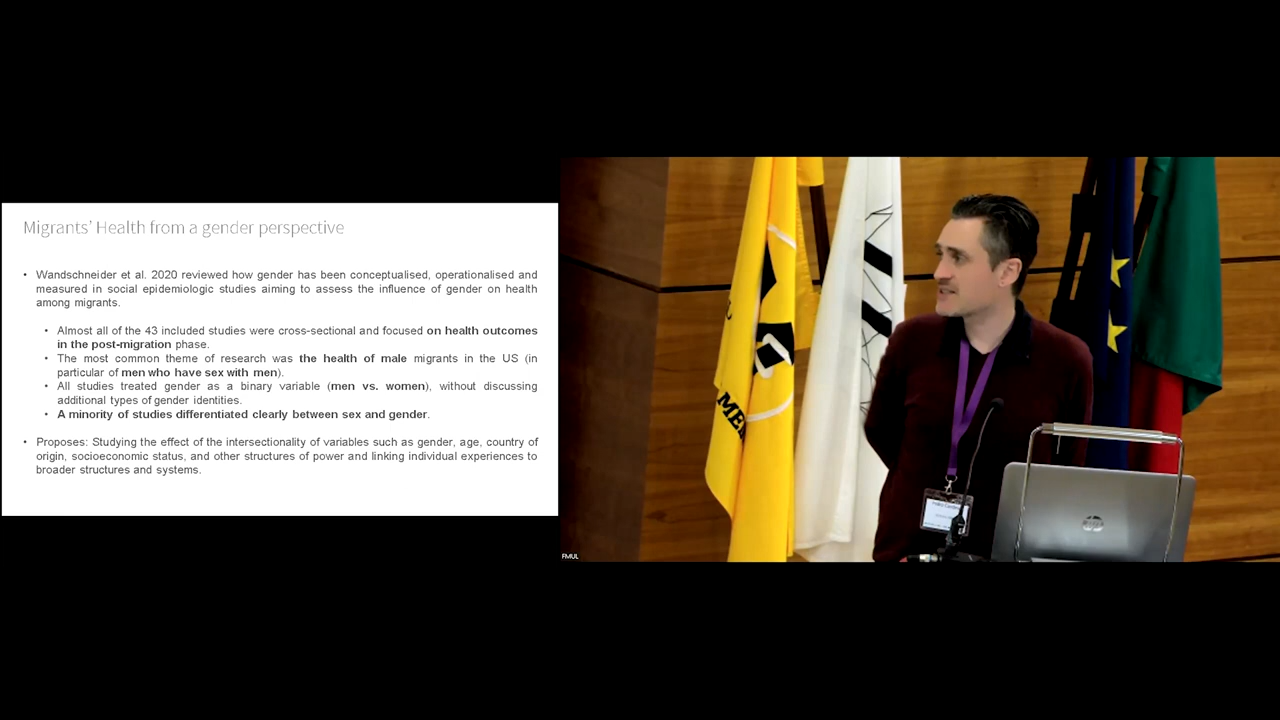 Migrants' Health from a gender perspective
• Wandschneider et al. 2020 reviewed how gender has been conceptualised, operationalised and
measured in social epidemiologic studies aiming to assess the influence of gender on health
among migrants.
• Almost all of the 43 included studies were cross-sectional and focused on health outcomes
in the post-migration phase.
• The most common theme of research was the health of male migrants in the US (in
particular of men who have sex with men).
• All studies treated gender as a binary variable (men vs. women), without discussing
additional types of gender identities.
• A minority of studies differentiated clearly between sex and gender.
• Proposes: Studying the effect of the intersectionality of variables such as gender, age, country of
origin, socioeconomic status, and other structures of power and linking individual experiences to
broader structures and systems.
FMUL
hp